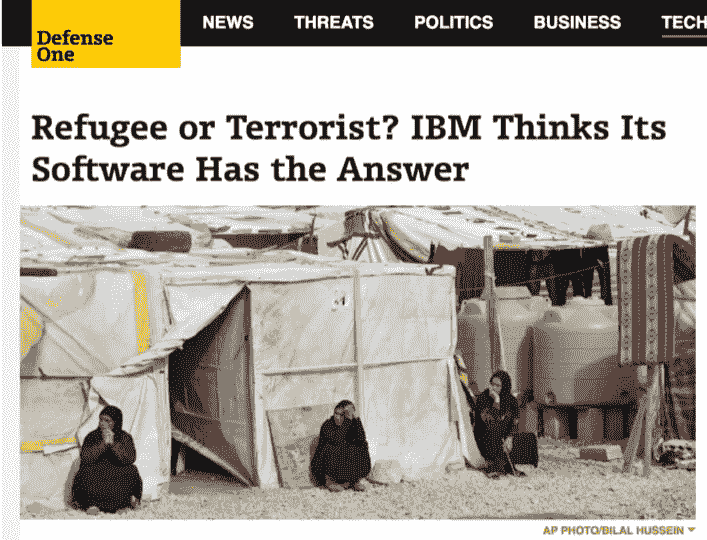 Defense
One
NEWS THREATS POLITICS BUSINESS TECH
Refugee or Terrorist? IBM Thinks Its
Software Has the Answer
AP PHOTO/BILAL HUSSEIN